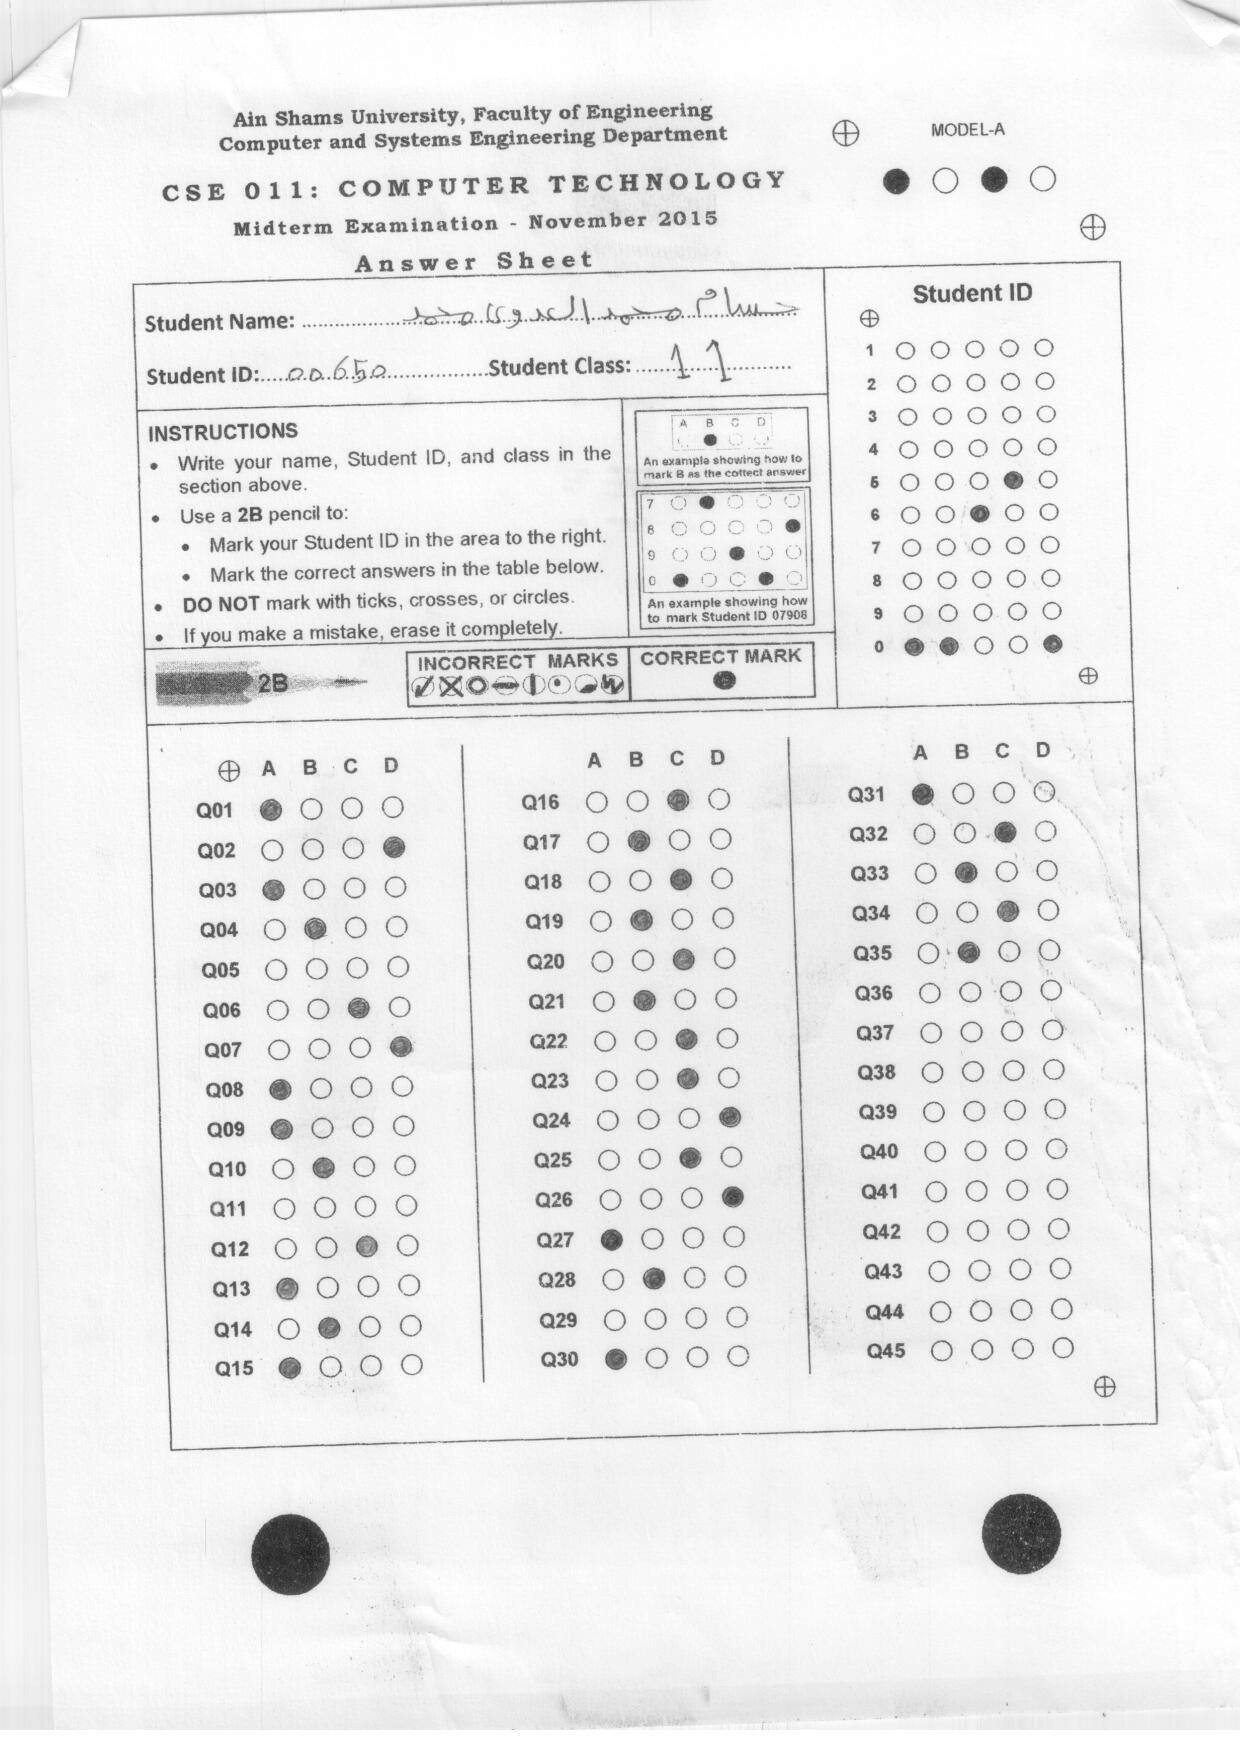 Ain Shams University, Faculty of Engineering
Computer and Systems Engineering Department
MODEL-A
CSE 011: COMPUTER TECHNOLOGY
Midterm Examination - November 2015
Answer Sheet
Student Name: محمد العدوى محمد
Student ID: 00650 Student Class: 11
Student ID
1
2
3
4
5
6
7
8
9
0
INSTRUCTIONS
• Write your name, Student ID, and class in the
section above.
• Use a 2B pencil to:
• Mark your Student ID in the area to the right.
• Mark the correct answers in the table below.
• DO NOT mark with ticks, crosses, or circles.
• If you make a mistake, erase it completely.
A B C D
An example showing how to
mark B as the cottect answer
7
8
9
0
An example showing how
to mark Student ID 07908
2B
INCORRECT MARKS
CORRECT MARK
A B C D
Q01
Q02
Q03
Q04
Q05
Q06
Q07
Q08
Q09
Q10
Q11
Q12
Q13
Q14
Q15
A B C D
Q16
Q17
Q18
Q19
Q20
Q21
Q22
Q23
Q24
Q25
Q26
Q27
Q28
Q29
Q30
A B C D
Q31
Q32
Q33
Q34
Q35
Q36
Q37
Q38
Q39
Q40
Q41
Q42
Q43
Q44
Q45